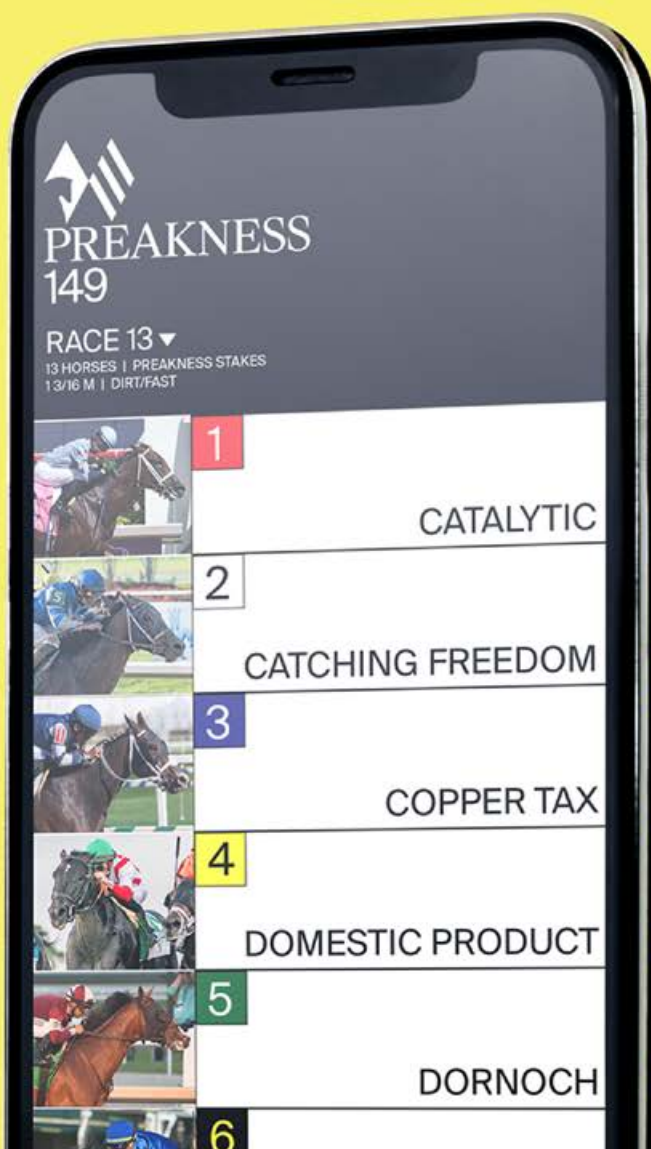 PREAKNESS
149
RACE 13▼
13 HORSES | PREAKNESS STAKES
1 3/16 M | DIRT/FAST
1
CATALYTIC
2
CATCHING FREEDOM
3
COPPER TAX
4
DOMESTIC PRODUCT
5
DORNOCH
6